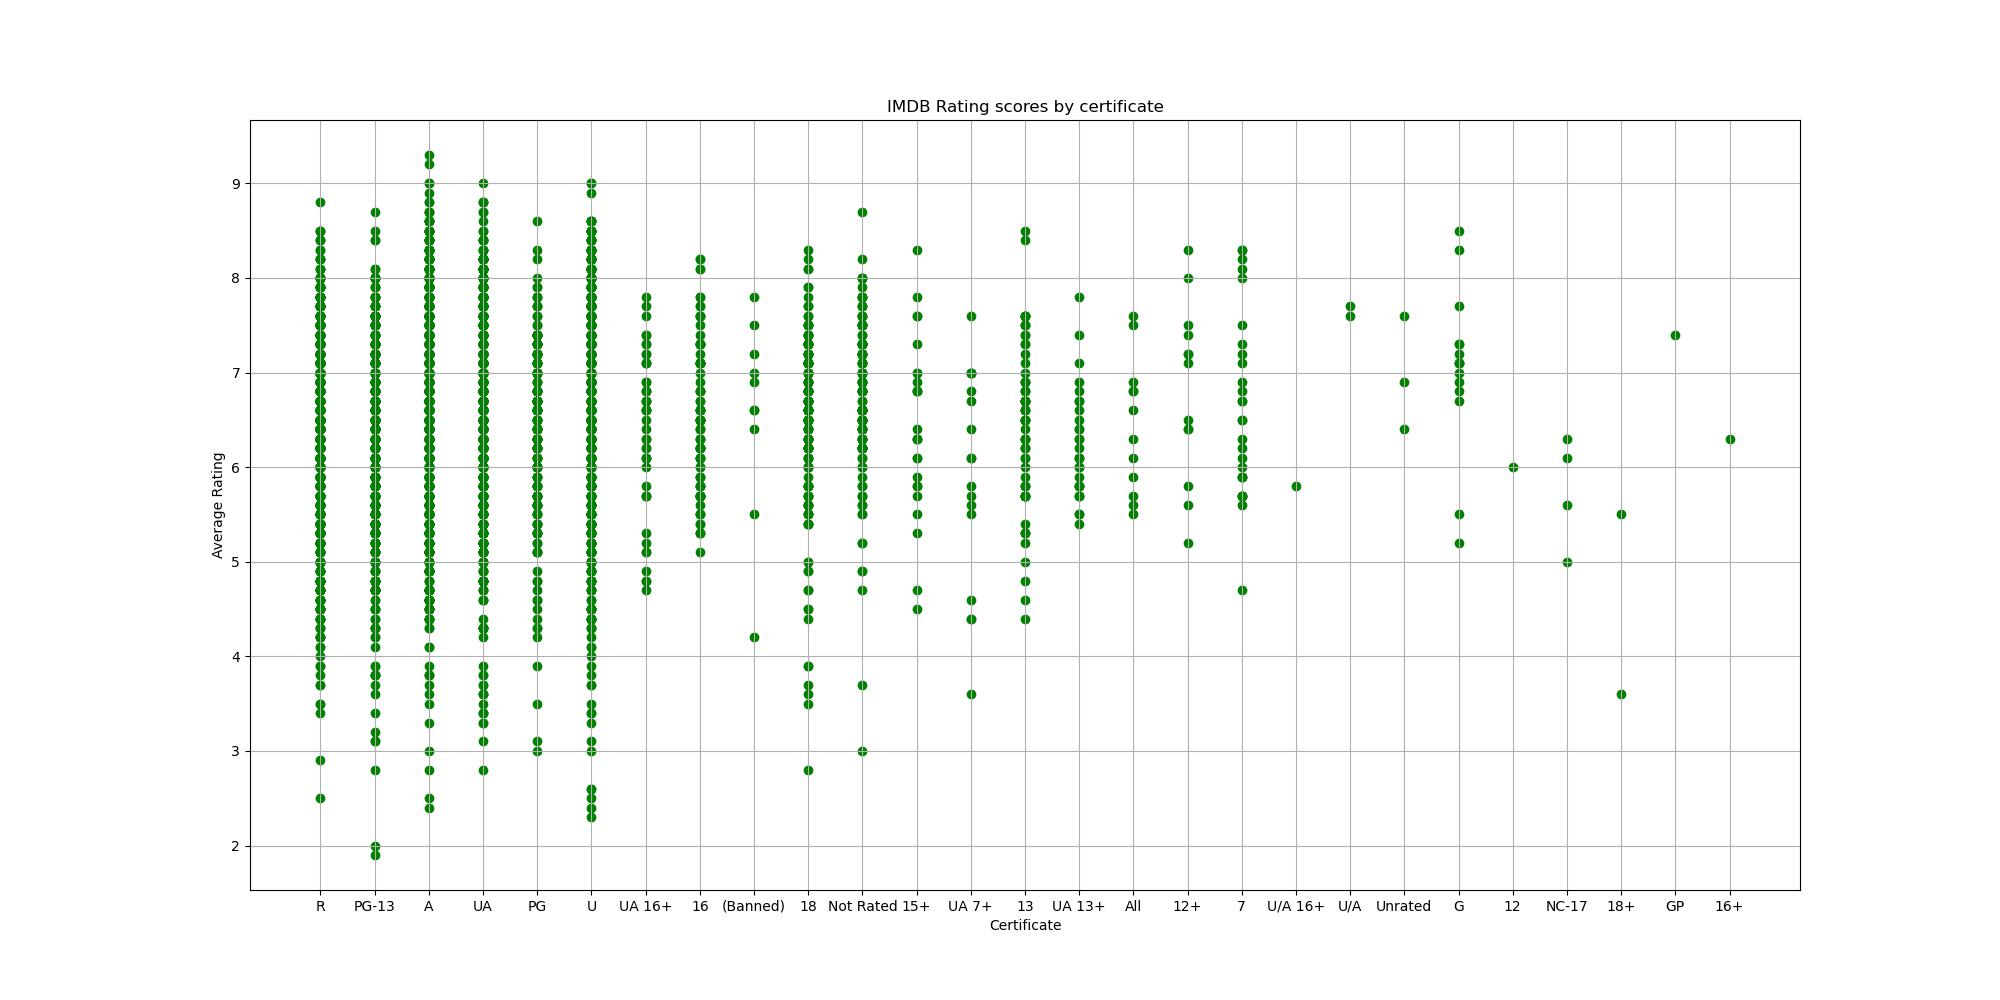 IMDB Rating scores by certificate
Average Rating
9
8
7
6
5
4
3
2
R PG-13 A UA PG U UA 16+ 16 (Banned) 18 Not Rated 15+ UA 7+ 13 UA 13+ All 12+ 7 U/A 16+ U/A Unrated G 12 NC-17 18+ GP 16+
Certificate